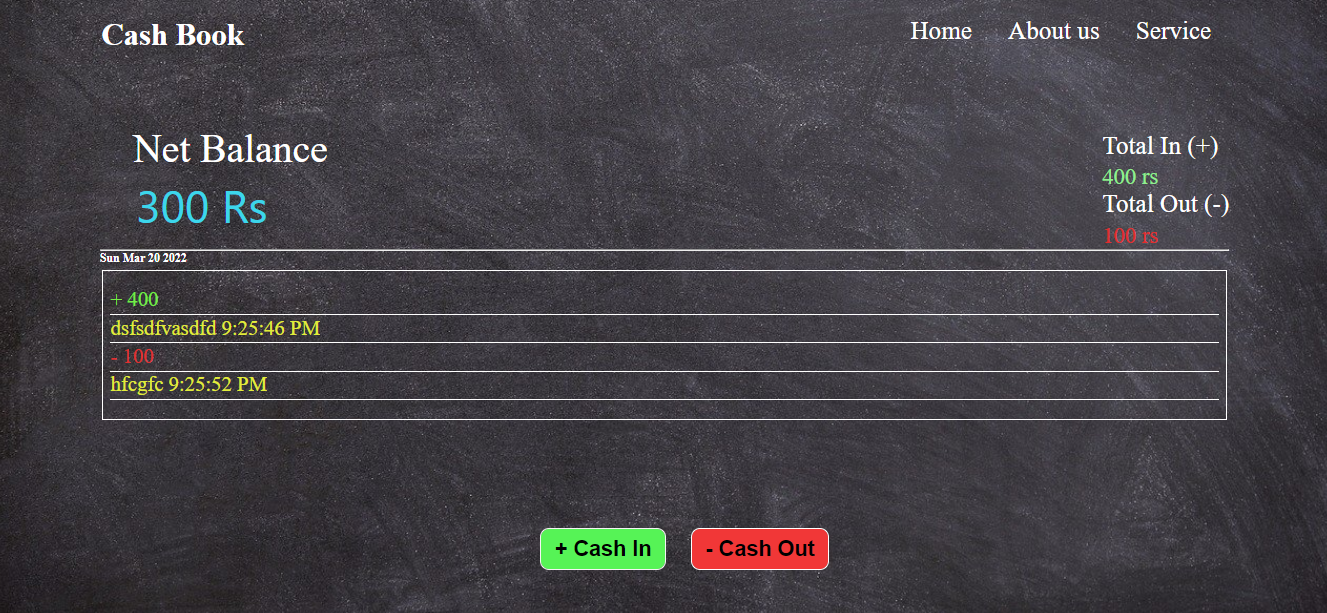 Cash Book
Home About us Service
Net Balance
300 Rs
Total In (+)
400 rs
Total Out (-)
100 rs
Sun Mar 20 2022
+ 400
dsfsdfvasdfd 9:25:46 PM
- 100
hfcgfc 9:25:52 PM
+ Cash In
- Cash Out